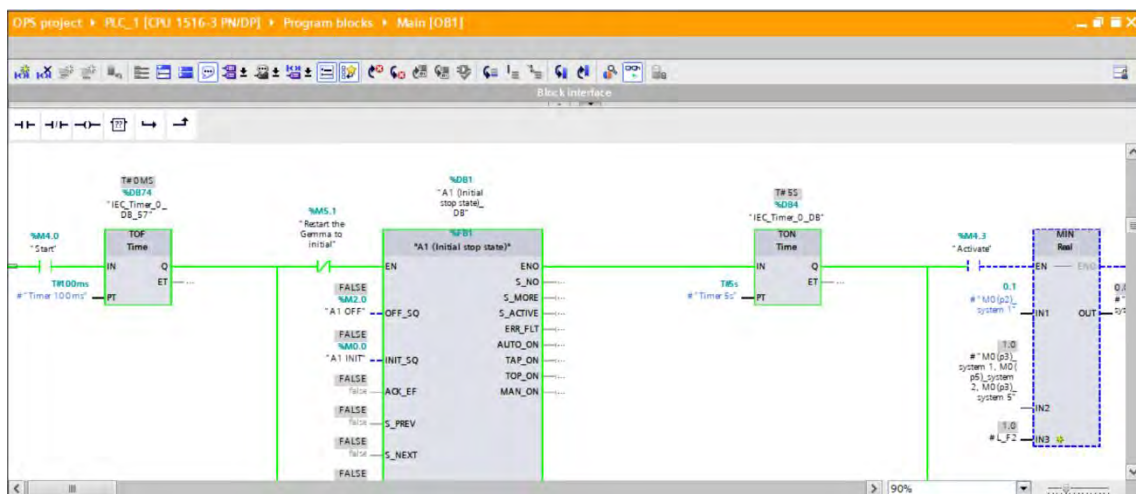 OPS project ▸ PLC_1 [CPU 1516-3 PN/DP] ▸ Program blocks ▸ Main [OB1]
Block interface
T#0MS
%DB74
"IEC_Timer_0_
DB_57"
TOF
Time
IN
Q
ET
PT
%M4.0
"Start"
T#100ms
#"Timer 100ms"
%M5.1
"Restart the
Gemma to
initial"
%DB1
"A1 (Initial
stop state)_
DB"
%FB1
"A1 (Initial stop state)"
EN
ENO
S_NO
S_MORE
S_ACTIVE
ERR_FLT
AUTO_ON
TAP_ON
TOP_ON
MAN_ON
FALSE
%M2.0
"A1 OFF"
OFF_SQ
FALSE
%M0.0
"A1 INIT"
INIT_SQ
FALSE
false
ACK_EF
FALSE
false
S_PREV
FALSE
false
S_NEXT
FALSE
T#5S
%DB4
"IEC_Timer_0_DB"
TON
Time
IN
Q
ET
PT
T#5s
#"Timer 5s"
%M4.3
"Activate"
MIN
Real
EN
ENO
0.1
#"M0(p2)_
system 1"
IN1
OUT
1.0
#"M0(p3)_
system 1, M0(
p5)_system
2, M0(p3)_
system 5"
IN2
1.0
#L_F2
IN3
90%